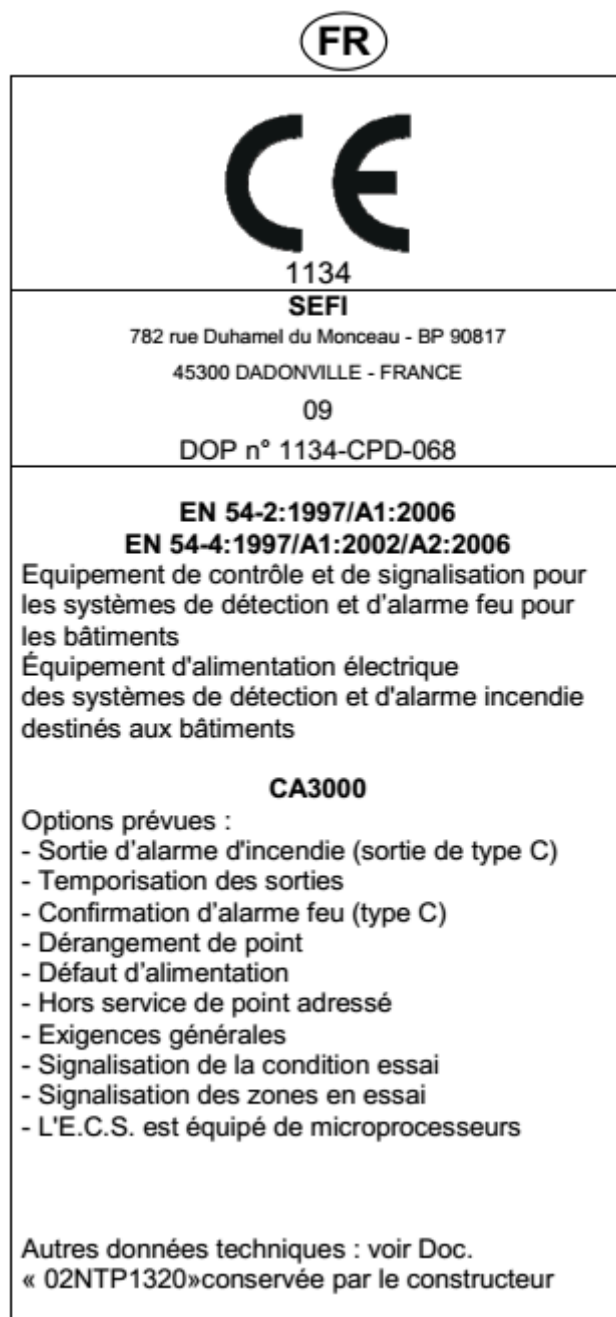 FR
CE
1134
SEFI
782 rue Duhamel du Monceau - BP 90817
45300 DADONVILLE - FRANCE
09
DOP n° 1134-CPD-068
EN 54-2:1997/A1:2006
EN 54-4:1997/A1:2002/A2:2006
Equipement de contrôle et de signalisation pour
les systèmes de détection et d'alarme feu pour
les bâtiments
Équipement d'alimentation électrique
des systèmes de détection et d'alarme incendie
destinés aux bâtiments
CA3000
Options prévues :
- Sortie d'alarme d'incendie (sortie de type C)
- Temporisation des sorties
- Confirmation d'alarme feu (type C)
- Dérangement de point
- Défaut d'alimentation
- Hors service de point adressé
- Exigences générales
- Signalisation de la condition essai
- Signalisation des zones en essai
- L'E.C.S. est équipé de microprocesseurs
Autres données techniques : voir Doc.
« 02NTP1320»conservée par le constructeur